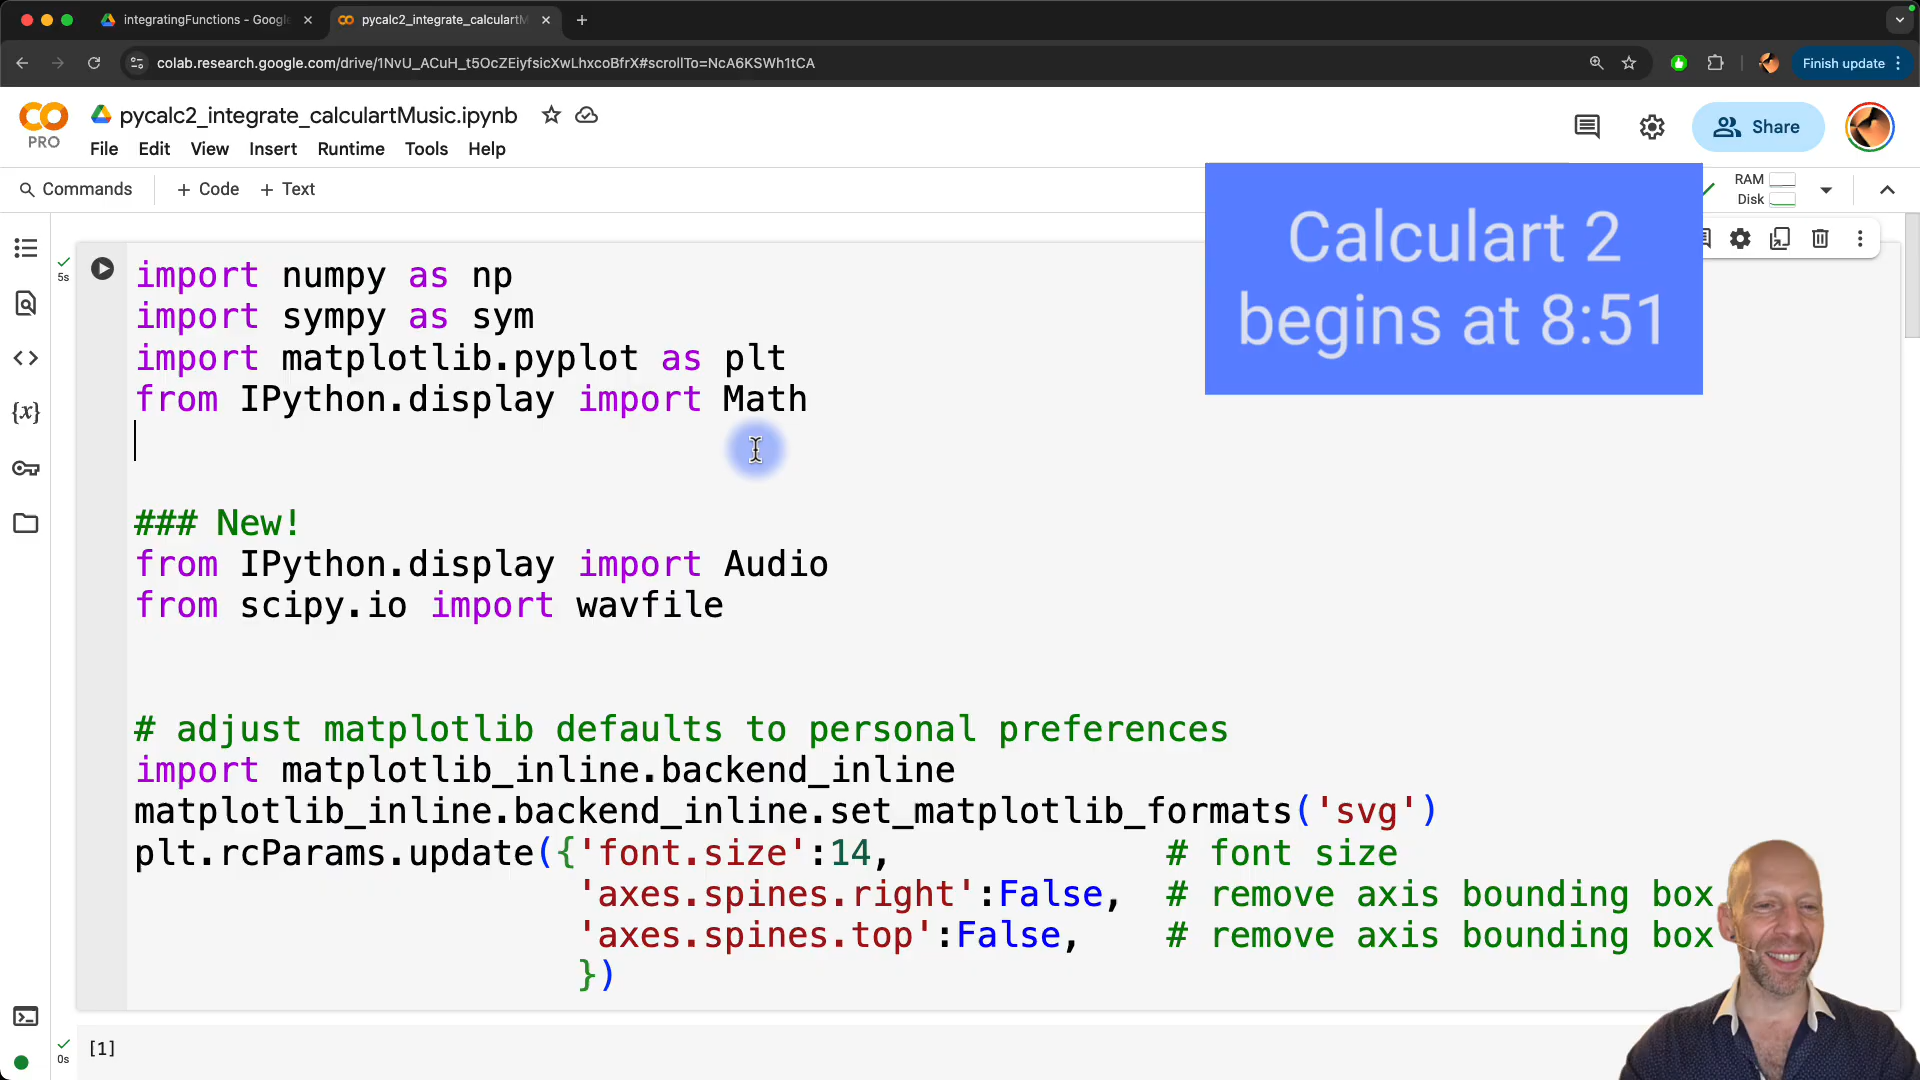 integratingFunctions - Google
pycalc2_integrate_calculartM
colab.research.google.com/drive/1NvU_ACuH_t5OcZEiyfsicXwLhxcoBfrX#scrollTo=NcA6KSWh1tCA
Finish update
PRO
pycalc2_integrate_calculartMusic.ipynb
File Edit View Insert Runtime Tools Help
Share
Commands + Code + Text
RAM
Disk
Calculart 2
begins at 8:51
5s
import numpy as np
import sympy as sym
import matplotlib.pyplot as plt
from IPython.display import Math
### New!
from IPython.display import Audio
from scipy.io import wavfile
# adjust matplotlib defaults to personal preferences
import matplotlib_inline.backend_inline
matplotlib_inline.backend_inline.set_matplotlib_formats('svg')
plt.rcParams.update({'font.size':14, # font size
'axes.spines.right':False, # remove axis bounding box
'axes.spines.top':False, # remove axis bounding box
})
0s
[1]